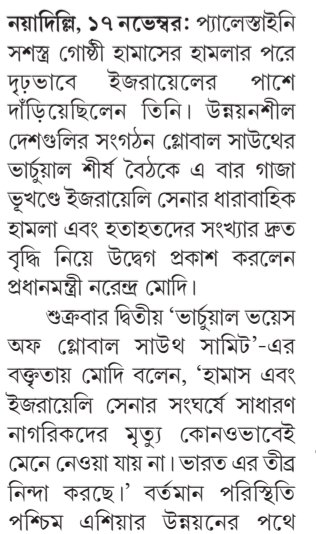 নয়াদিল্লি, ১৭ নভেম্বর: প্যালেস্তাইনি
সশস্ত্র গোষ্ঠী হামাসের হামলার পরে
দৃঢ়ভাবে ইজরায়েলের পাশে
দাঁড়িয়েছিলেন তিনি। উন্নয়নশীল
দেশগুলির সংগঠন গ্লোবাল সাউথের
ভার্চুয়াল শীর্ষ বৈঠকে এ বার গাজা
ভূখণ্ডে ইজরায়েলি সেনার ধারাবাহিক
হামলা এবং হতাহতদের সংখ্যার দ্রুত
বৃদ্ধি নিয়ে উদ্বেগ প্রকাশ করলেন
প্রধানমন্ত্রী নরেন্দ্র মোদি।
শুক্রবার দ্বিতীয় ‘ভার্চুয়াল ভয়েস
অফ গ্লোবাল সাউথ সামিট’-এর
বক্তৃতায় মোদি বলেন, ‘হামাস এবং
ইজরায়েলি সেনার সংঘর্ষে সাধারণ
নাগরিকদের মৃত্যু কোনওভাবেই
মেনে নেওয়া যায় না। ভারত এর তীব্র
নিন্দা করছে।’ বর্তমান পরিস্থিতি
পশ্চিম এশিয়ার উন্নয়নের পথে